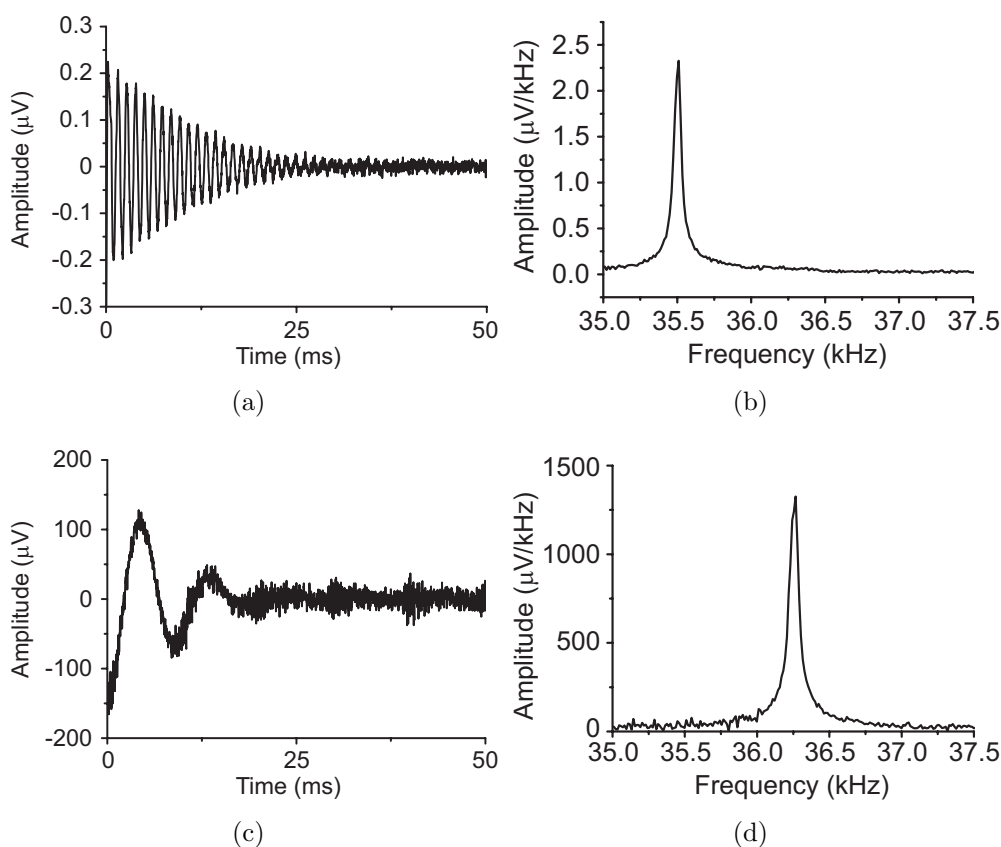 0.3
0.2
0.1
0
-0.1
-0.2
-0.3
Amplitude (μV)
0 25 50
Time (ms)
(a)
2.5
2.0
1.5
1.0
0.5
0.0
Amplitude (μV/kHz)
35.0 35.5 36.0 36.5 37.0 37.5
Frequency (kHz)
(b)
200
100
0
-100
-200
Amplitude (μV)
0 25 50
Time (ms)
(c)
1500
1000
500
0
Amplitude (μV/kHz)
35.0 35.5 36.0 36.5 37.0 37.5
Frequency (kHz)
(d)